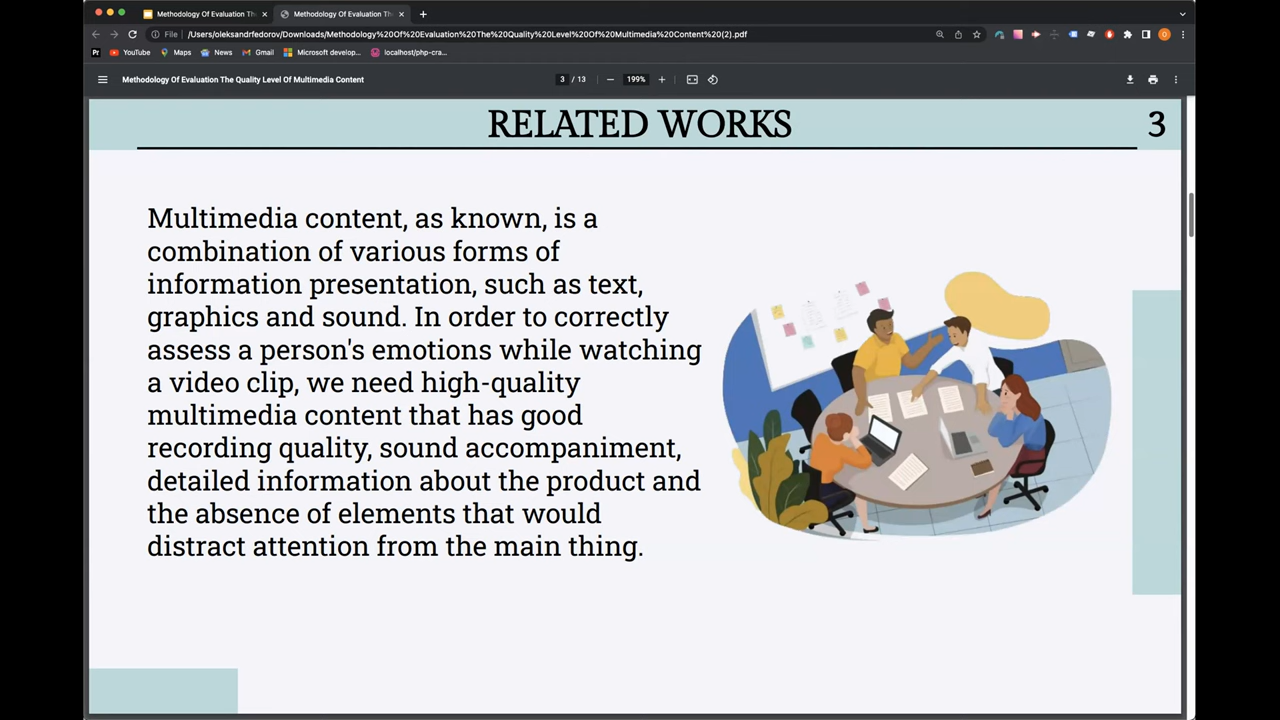 Methodology Of Evaluation Th
Methodology Of Evaluation Th
File
/Users/oleksandrfedorov/Downloads/Methodology%20Of%20Evaluation%20The%20Quality%20Level%20Of%20Multimedia%20Content%20(2).pdf
YouTube
Maps
News
Gmail
Microsoft develop...
localhost/php-cra...
Methodology Of Evaluation The Quality Level Of Multimedia Content
3 / 13
199%
RELATED WORKS
3
Multimedia content, as known, is a
combination of various forms of
information presentation, such as text,
graphics and sound. In order to correctly
assess a person's emotions while watching
a video clip, we need high-quality
multimedia content that has good
recording quality, sound accompaniment,
detailed information about the product and
the absence of elements that would
distract attention from the main thing.